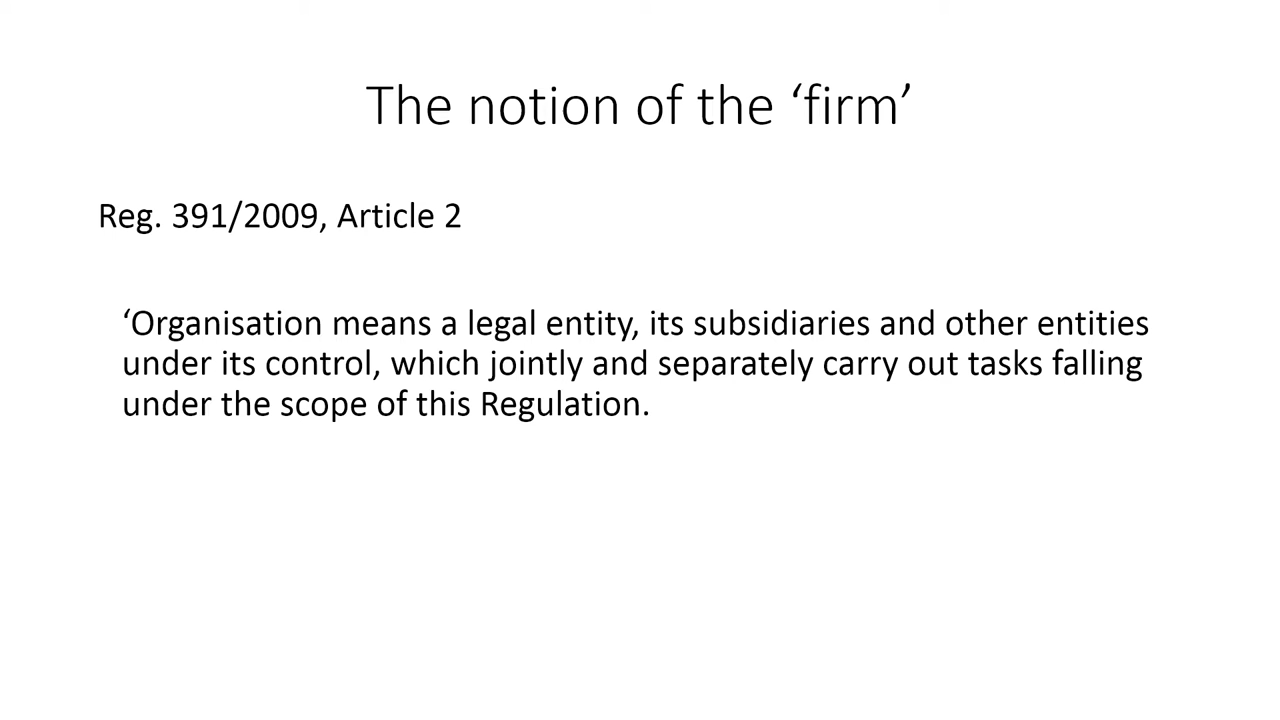 The notion of the ‘firm’
Reg. 391/2009, Article 2
‘Organisation means a legal entity, its subsidiaries and other entities
under its control, which jointly and separately carry out tasks falling
under the scope of this Regulation.